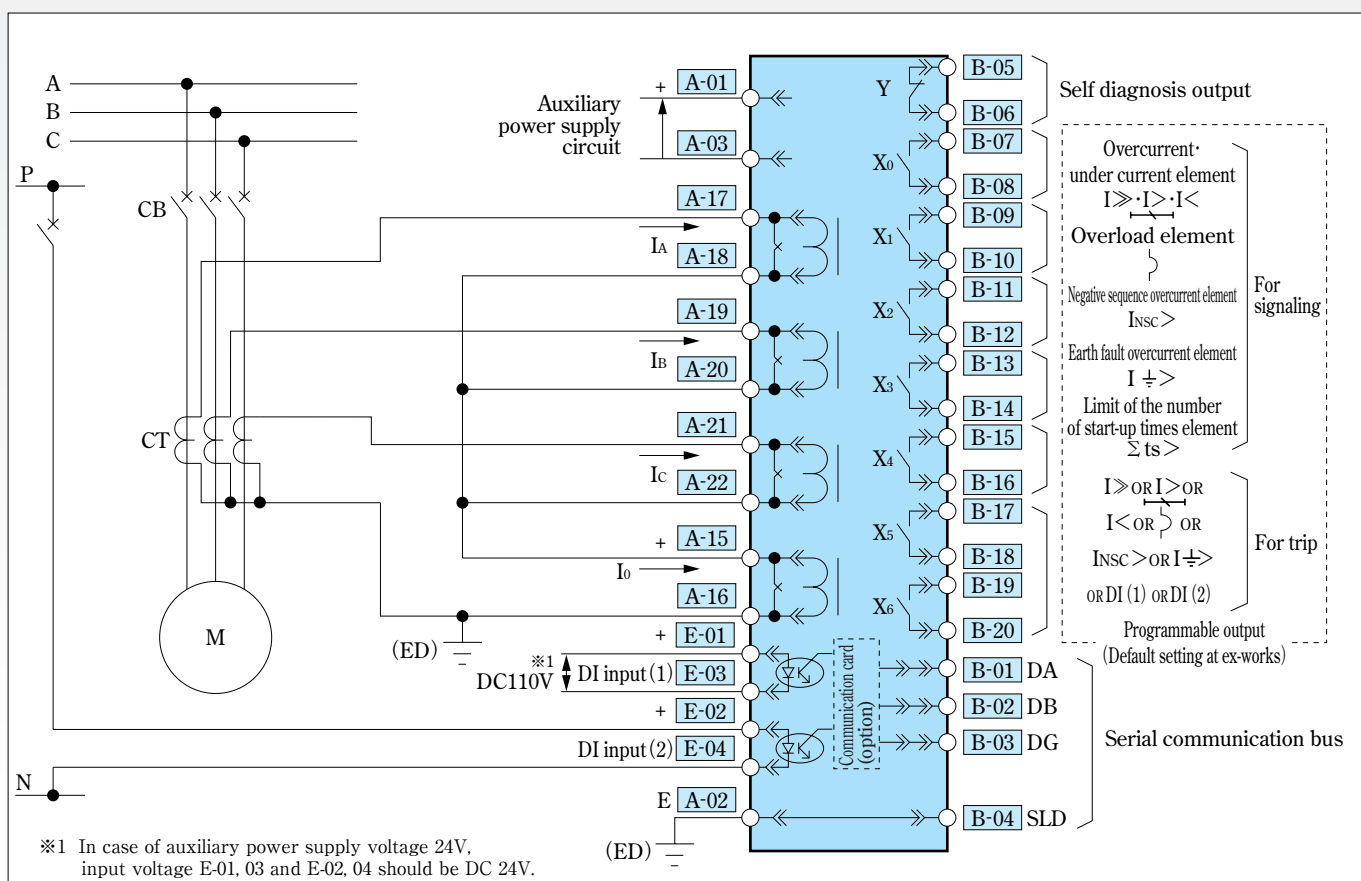 A
B
C
P
CB
CT
M
N
(ED)
Auxiliary
power supply
circuit
+ A-01
A-03
A-17
IA
A-18
A-19
IB
A-20
A-21
IC
A-22
+ A-15
I0
A-16
+ E-01
※1
DC110V
DI input(1) E-03
+ E-02
DI input(2) E-04
E A-02
(ED)
Y
X0
X1
X2
X3
X4
X5
X6
Communication card
(option)
B-05
B-06
B-07
B-08
B-09
B-10
B-11
B-12
B-13
B-14
B-15
B-16
B-17
B-18
B-19
B-20
B-01 DA
B-02 DB
B-03 DG
B-04 SLD
Self diagnosis output
Overcurrent・
under current element
I≫・I>・I<
Overload element
Negative sequence overcurrent element
INSC>
Earth fault overcurrent element
I⏚>
Limit of the number
of start-up times element
Σts>
For
signaling
I≫OR I>OR
I<OR OR
INSC>OR I⏚>
OR DI (1) OR DI (2)
For trip
Programmable output
(Default setting at ex-works)
Serial communication bus
※1 In case of auxiliary power supply voltage 24V,
input voltage E-01, 03 and E-02, 04 should be DC 24V.